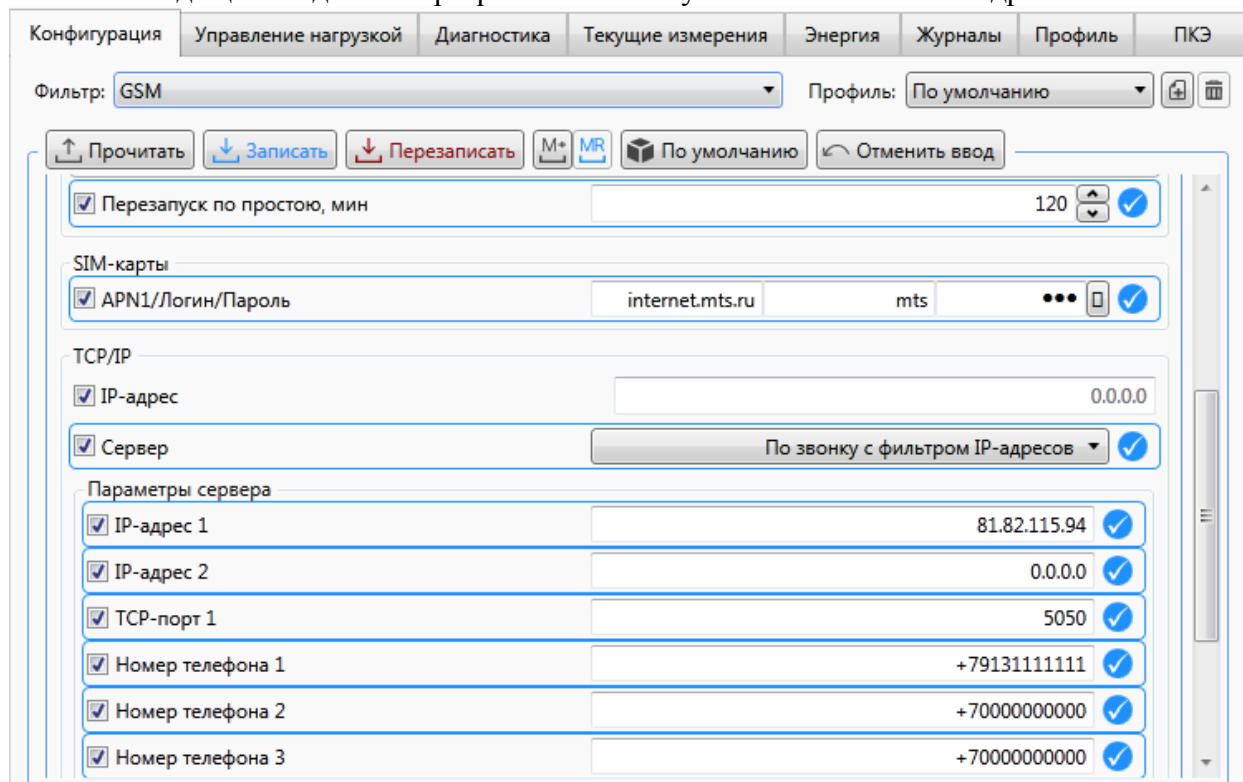 Конфигурация Управление нагрузкой Диагностика Текущие измерения Энергия Журналы Профиль ПКЭ
Фильтр: GSM Профиль: По умолчанию
Прочитать Записать Перезаписать M+ MR По умолчанию Отменить ввод
Перезапуск по простою, мин 120
SIM-карты
APN1/Логин/Пароль internet.mts.ru mts •••
TCP/IP
IP-адрес 0.0.0.0
Сервер По звонку с фильтром IP-адресов
Параметры сервера
IP-адрес 1 81.82.115.94
IP-адрес 2 0.0.0.0
TCP-порт 1 5050
Номер телефона 1 +79131111111
Номер телефона 2 +70000000000
Номер телефона 3 +70000000000